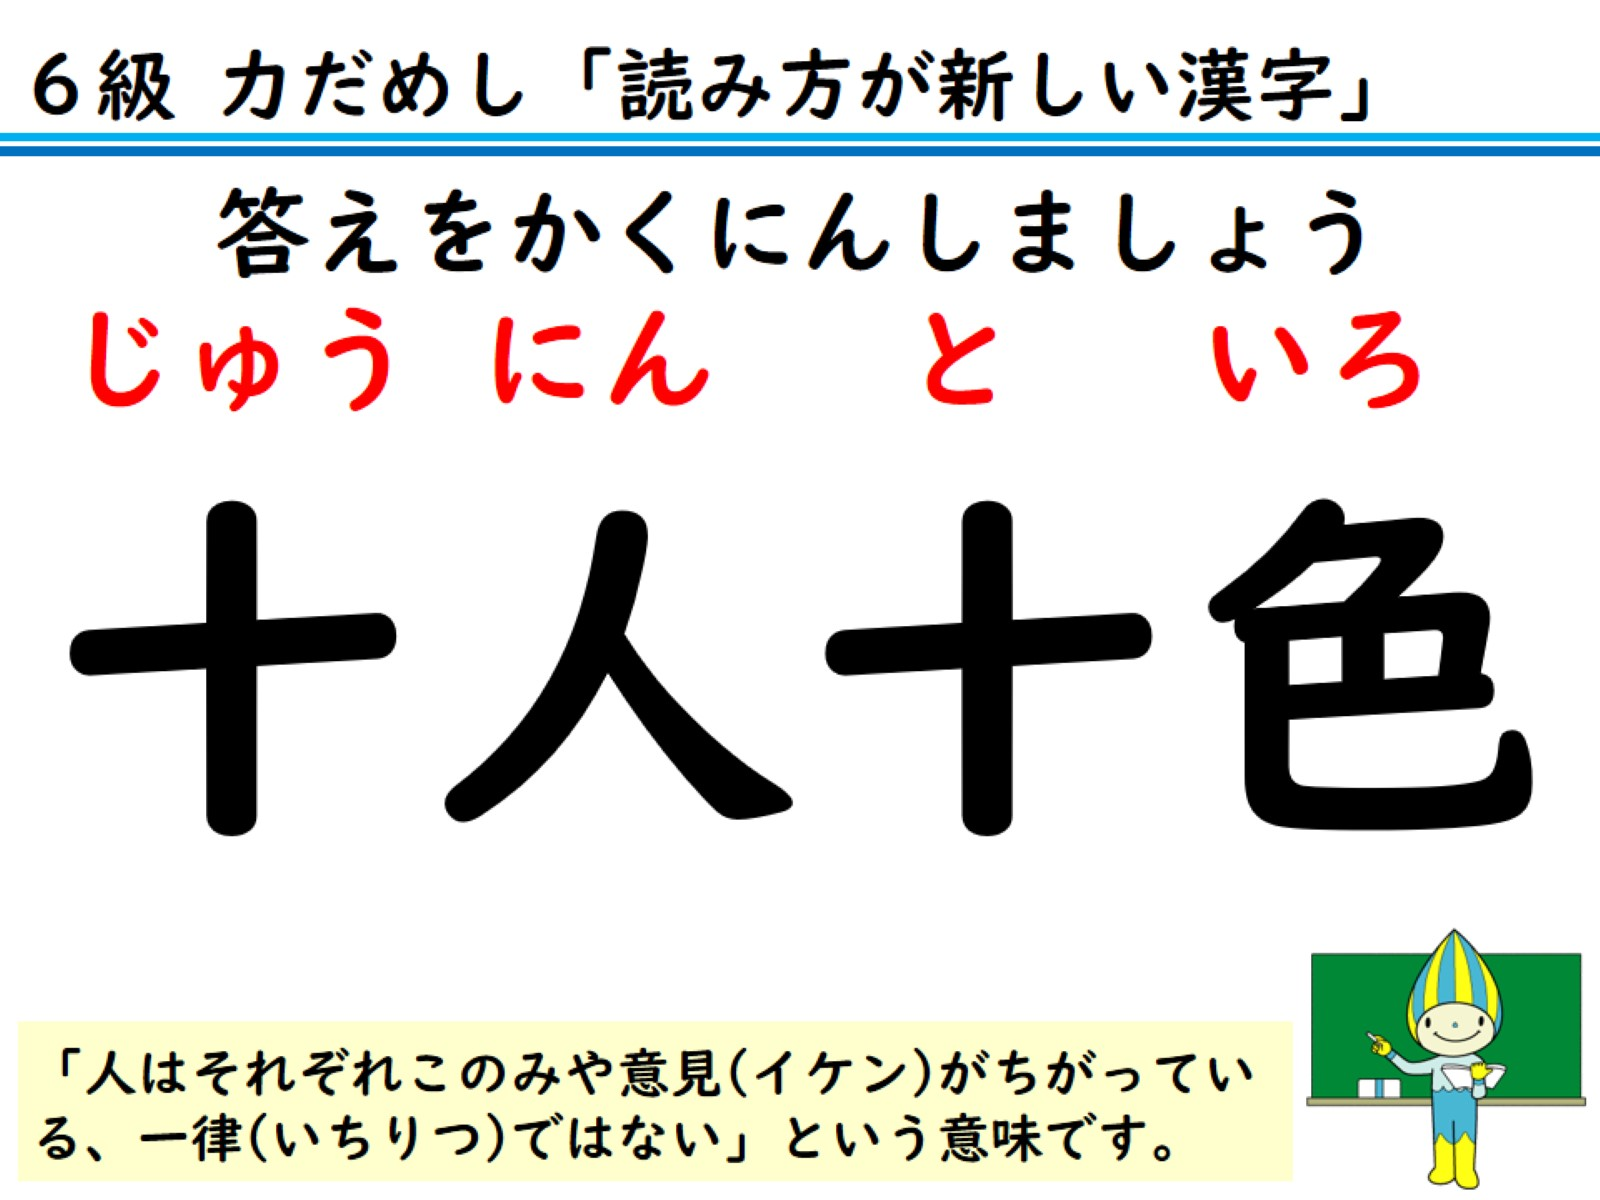 ６級 力だめし「読み方が新しい漢字」
答えをかくにんしましょう
じゅう にん と いろ
十人十色
「人はそれぞれこのみや意見(イケン)がちがってい
る、一律(いちりつ)ではない」という意味です。